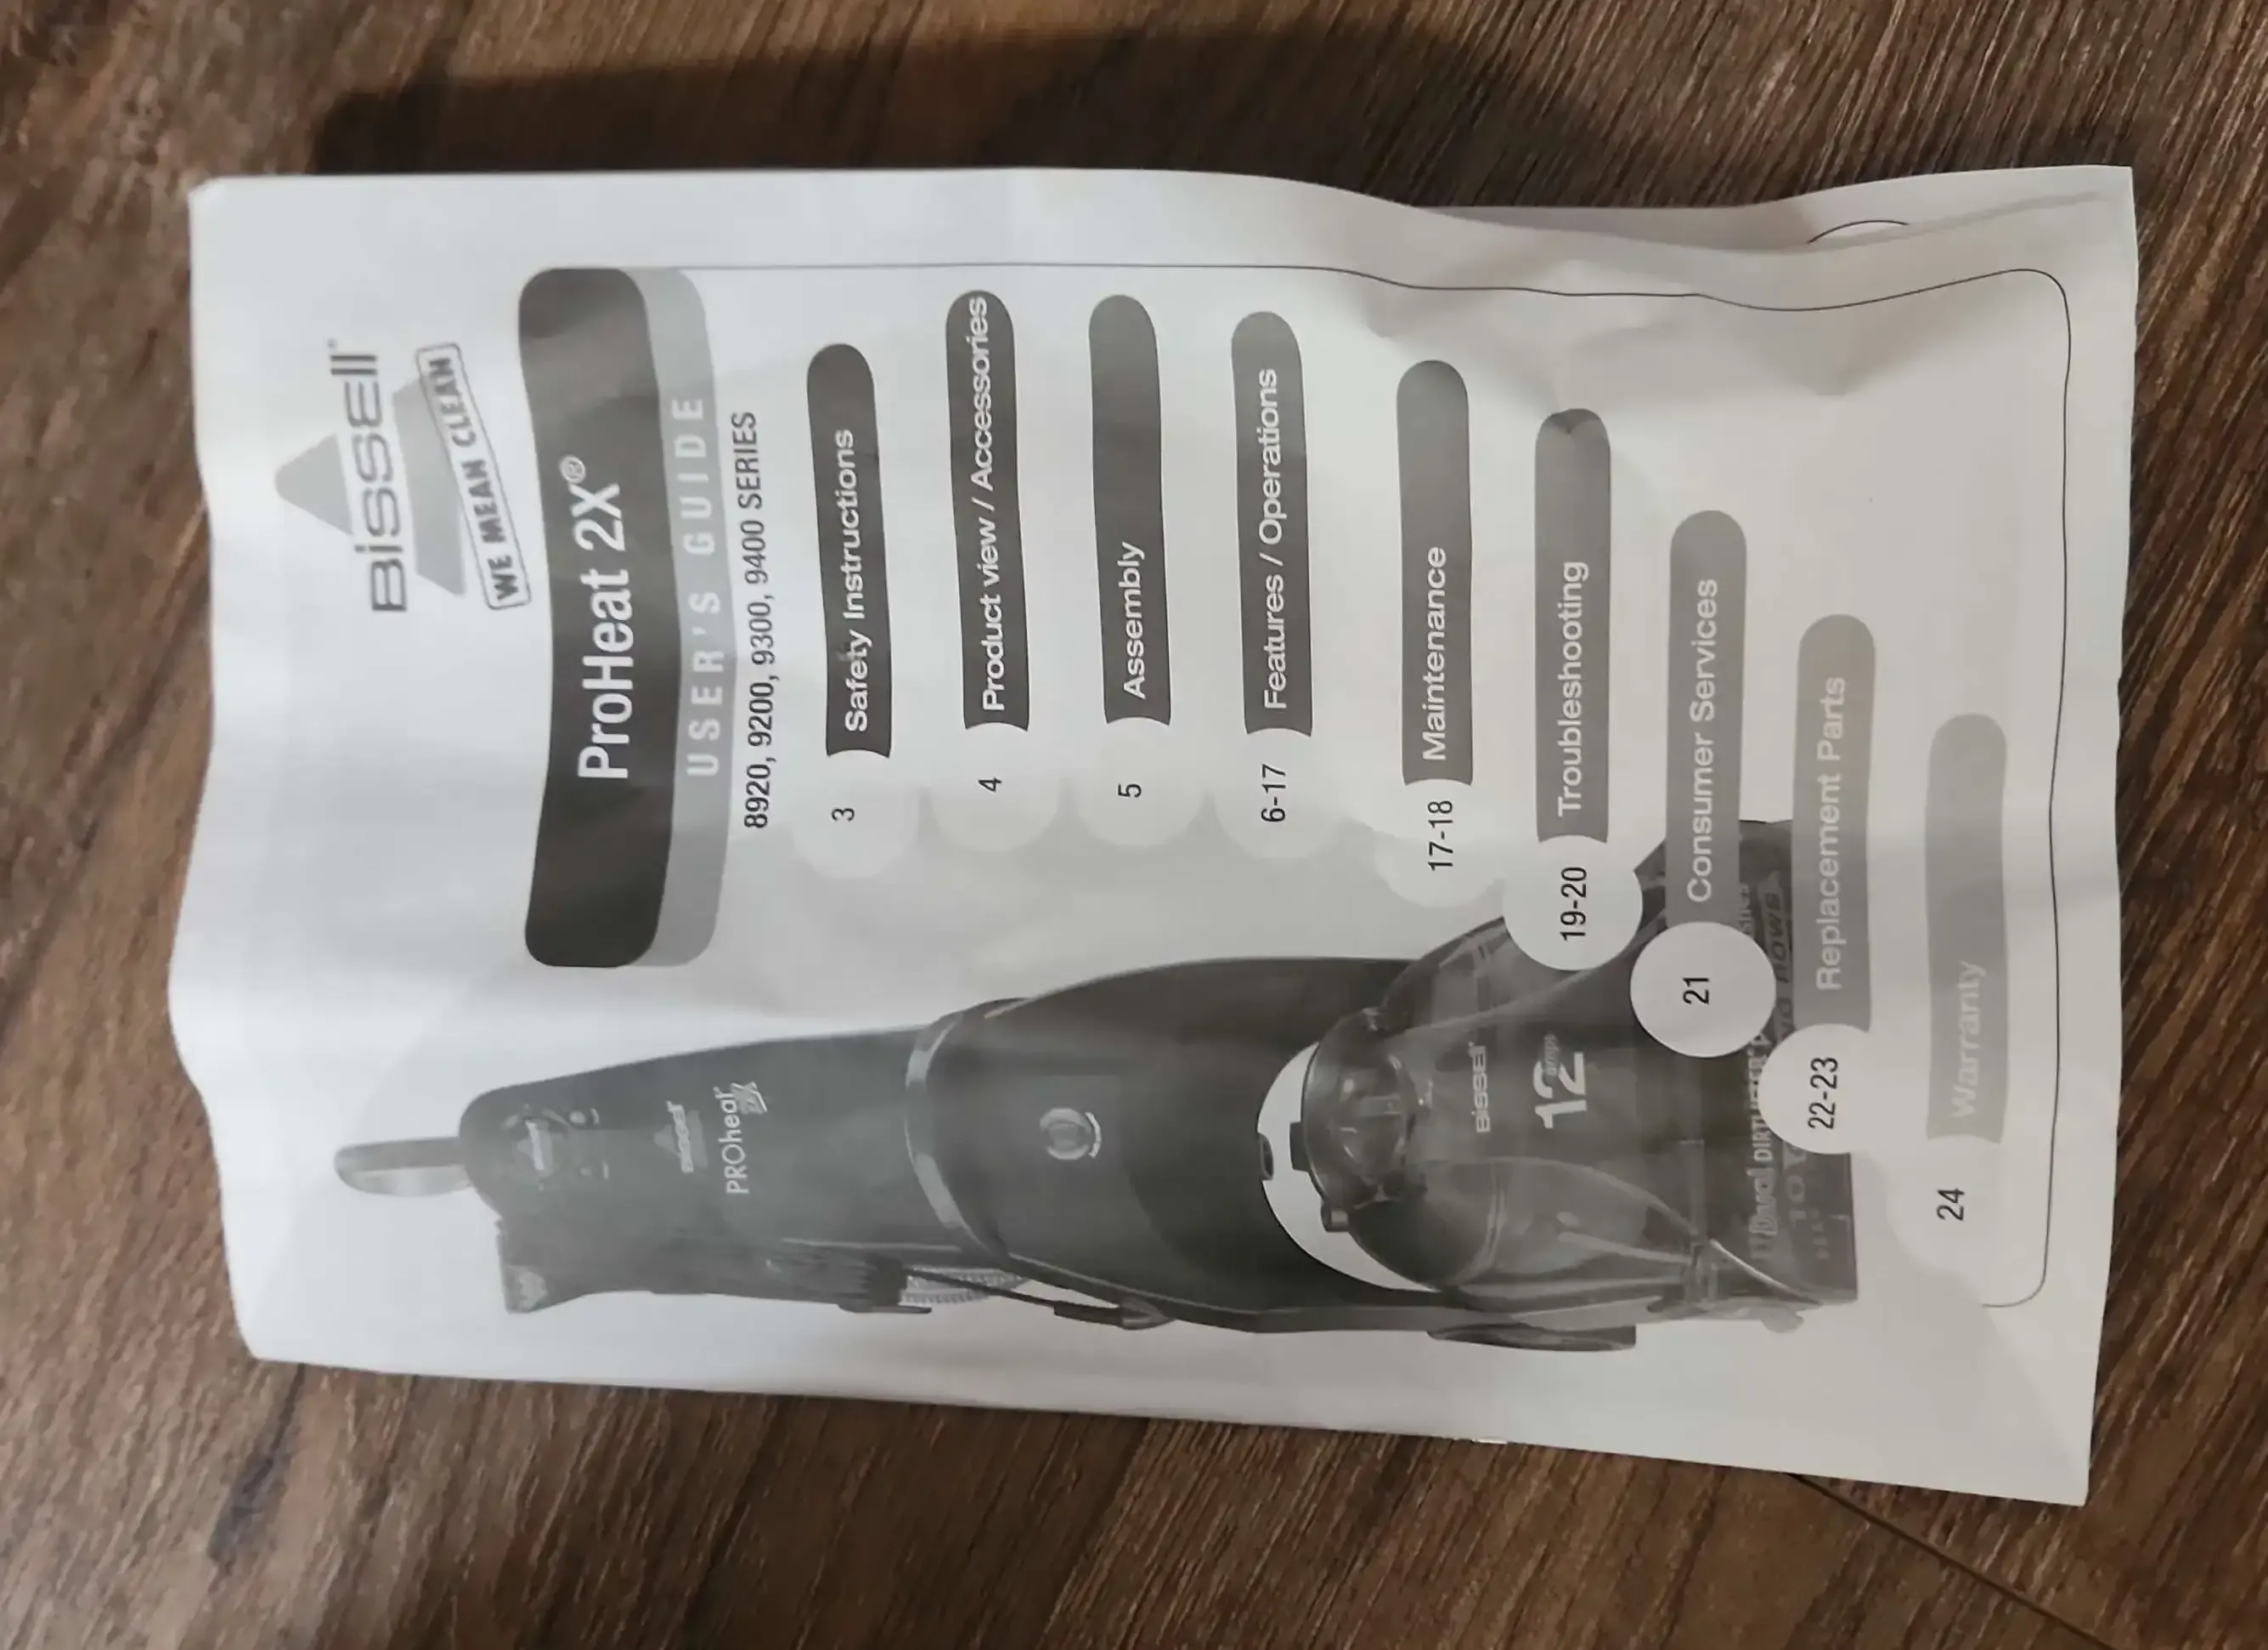 BISSELL
WE MEAN CLEAN
ProHeat 2X®
USER'S GUIDE
8920, 9200, 9300, 9400 SERIES
3 Safety Instructions
4 Product view / Accessories
5 Assembly
6-17 Features / Operations
17-18 Maintenance
19-20 Troubleshooting
21 Consumer Services
22-23 Replacement Parts
24 Warranty
BISSELL
PROheat 2X
BISSELL
12
amps